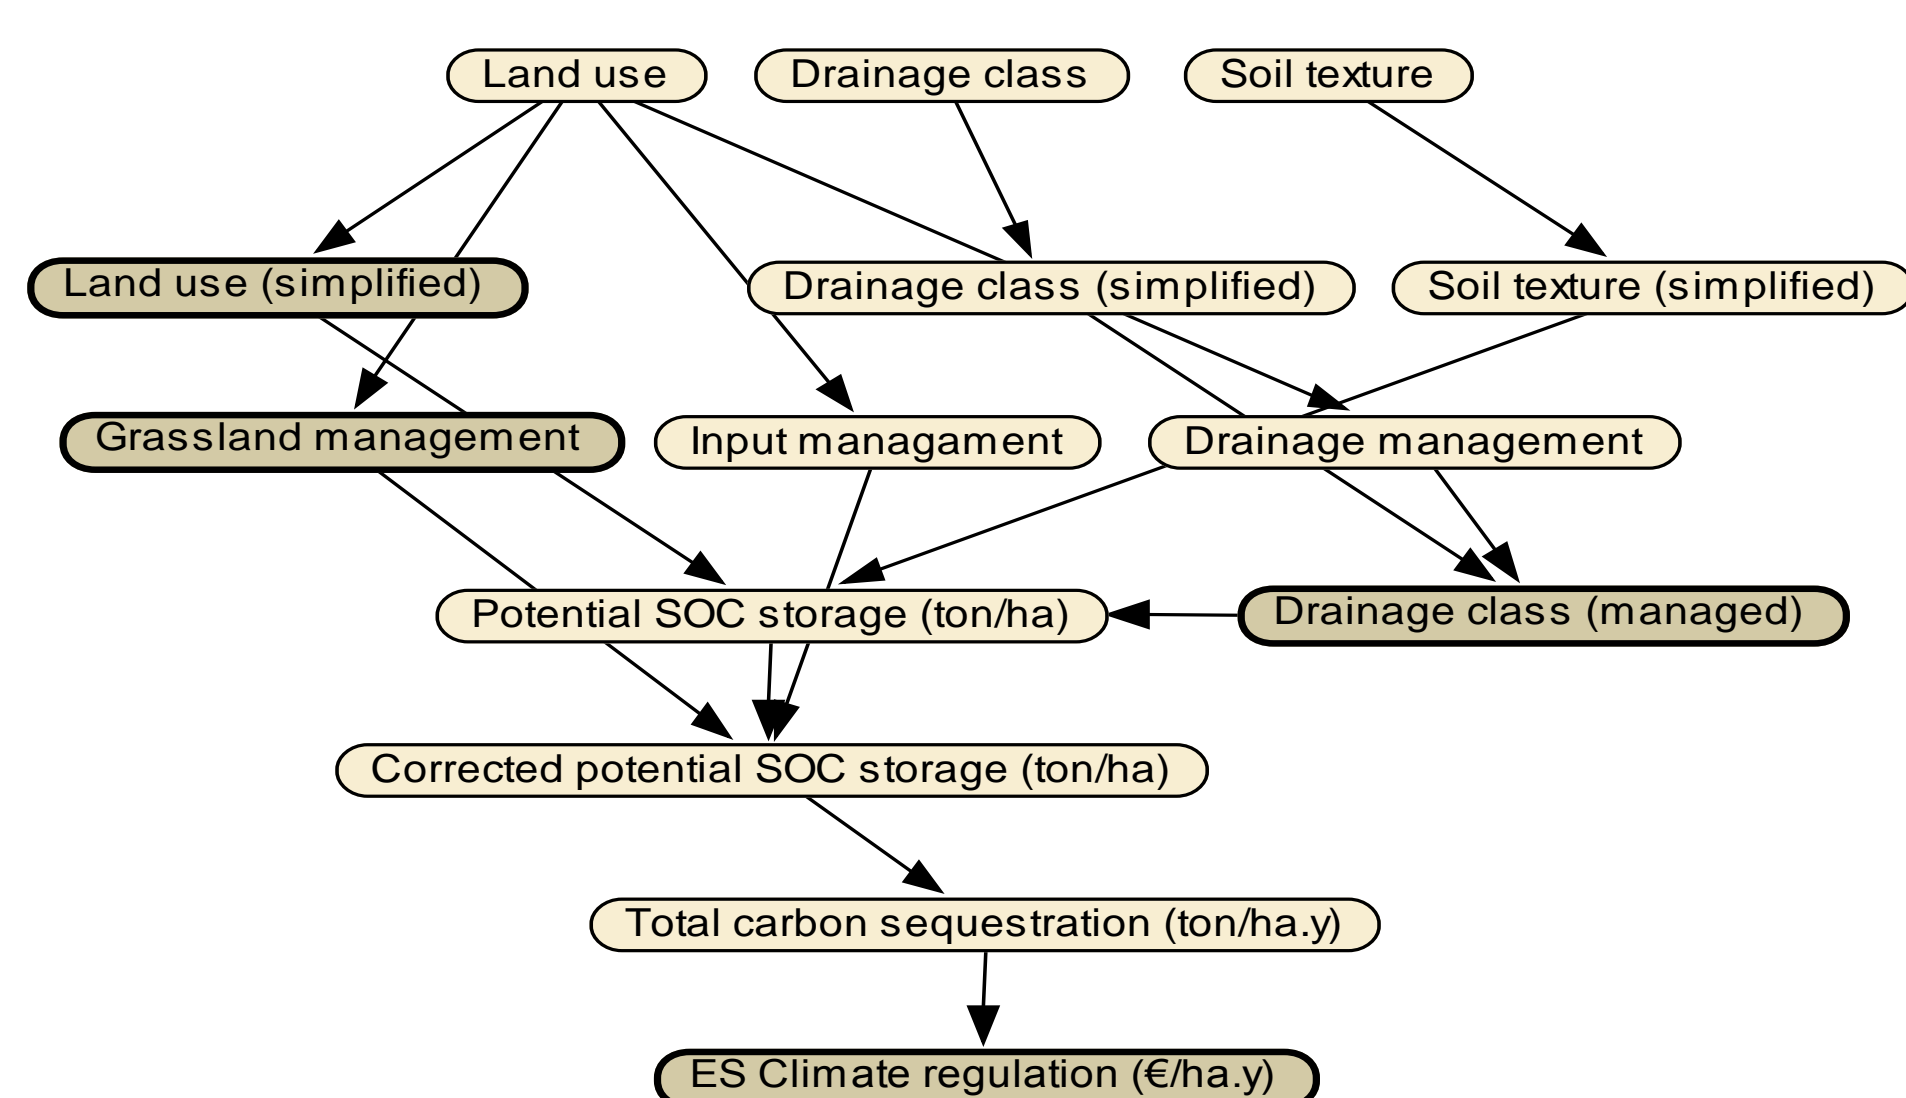 Land use
Drainage class
Soil texture
Land use (simplified)
Drainage class (simplified)
Soil texture (simplified)
Grassland management
Input managament
Drainage management
Potential SOC storage (ton/ha)
Drainage class (managed)
Corrected potential SOC storage (ton/ha)
Total carbon sequestration (ton/ha.y)
ES Climate regulation (€/ha.y)